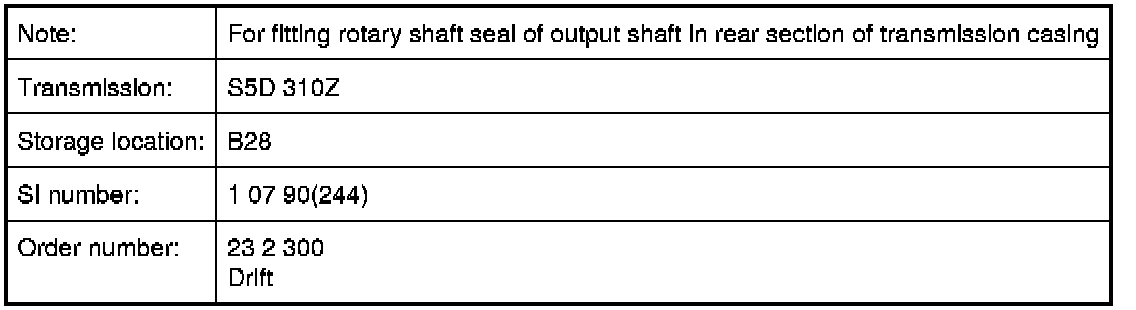 Note: For fitting rotary shaft seal of output shaft in rear section of transmission casing
Transmission: S5D 310Z
Storage location: B28
SI number: 1 07 90(244)
Order number: 23 2 300
Drift